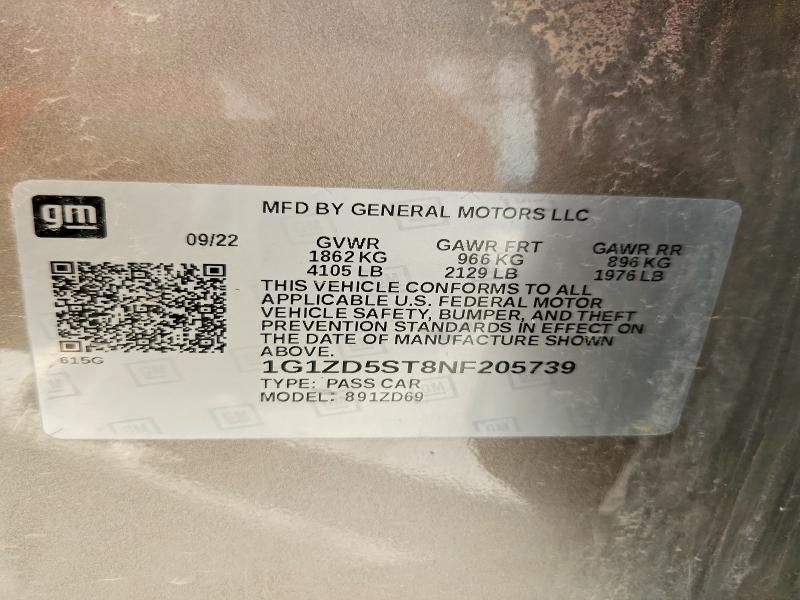 gm
MFD BY GENERAL MOTORS LLC
09/22 GVWR GAWR FRT GAWR RR
1862 KG 966 KG 896 KG
4105 LB 2129 LB 1976 LB
THIS VEHICLE CONFORMS TO ALL
APPLICABLE U.S. FEDERAL MOTOR
VEHICLE SAFETY, BUMPER, AND THEFT
PREVENTION STANDARDS IN EFFECT ON
THE DATE OF MANUFACTURE SHOWN
ABOVE.
615G
1G1ZD5ST8NF205739
TYPE: PASS CAR
MODEL: 891ZD69